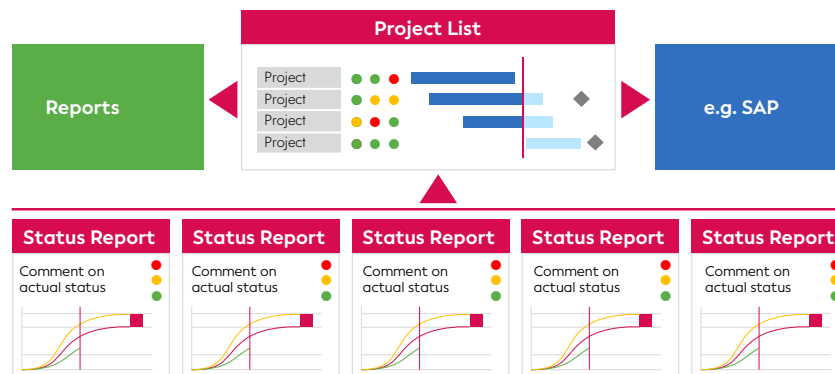 Project List
Reports
Project
Project
Project
Project
e.g. SAP
Status Report
Status Report
Status Report
Status Report
Status Report
Comment on
actual status
Comment on
actual status
Comment on
actual status
Comment on
actual status
Comment on
actual status